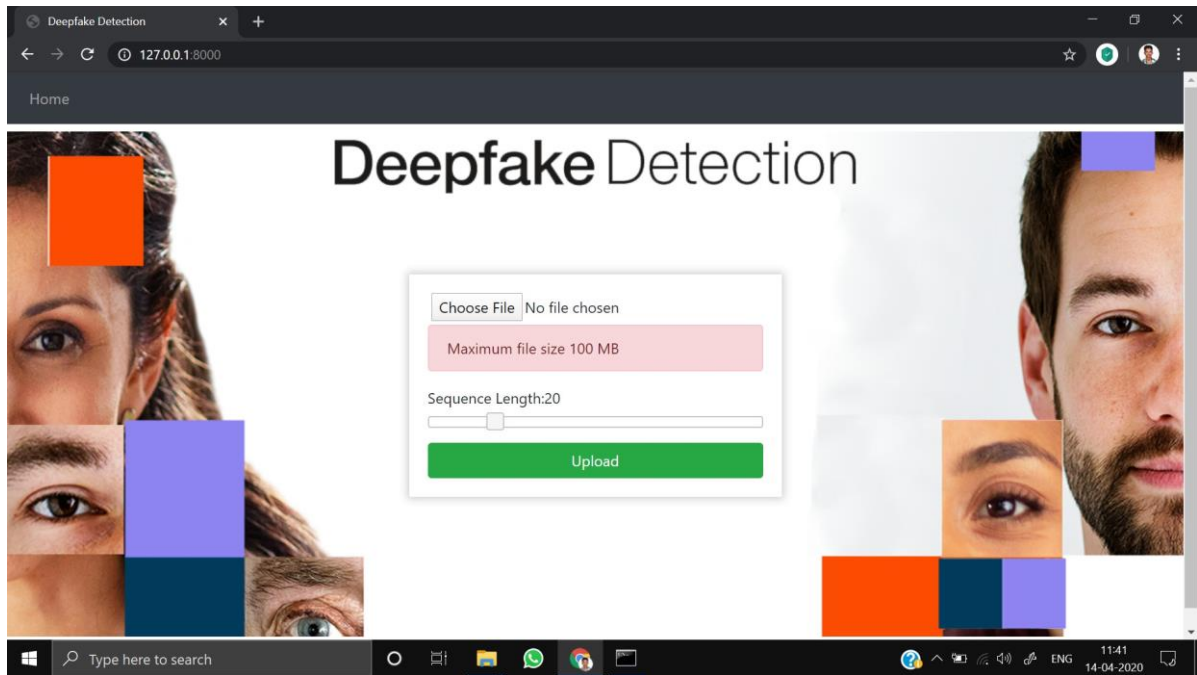 Deepfake Detection
127.0.0.1:8000
Home
Deepfake Detection
Choose File No file chosen
Maximum file size 100 MB
Sequence Length:20
Upload
Type here to search
ENG
11:41
14-04-2020